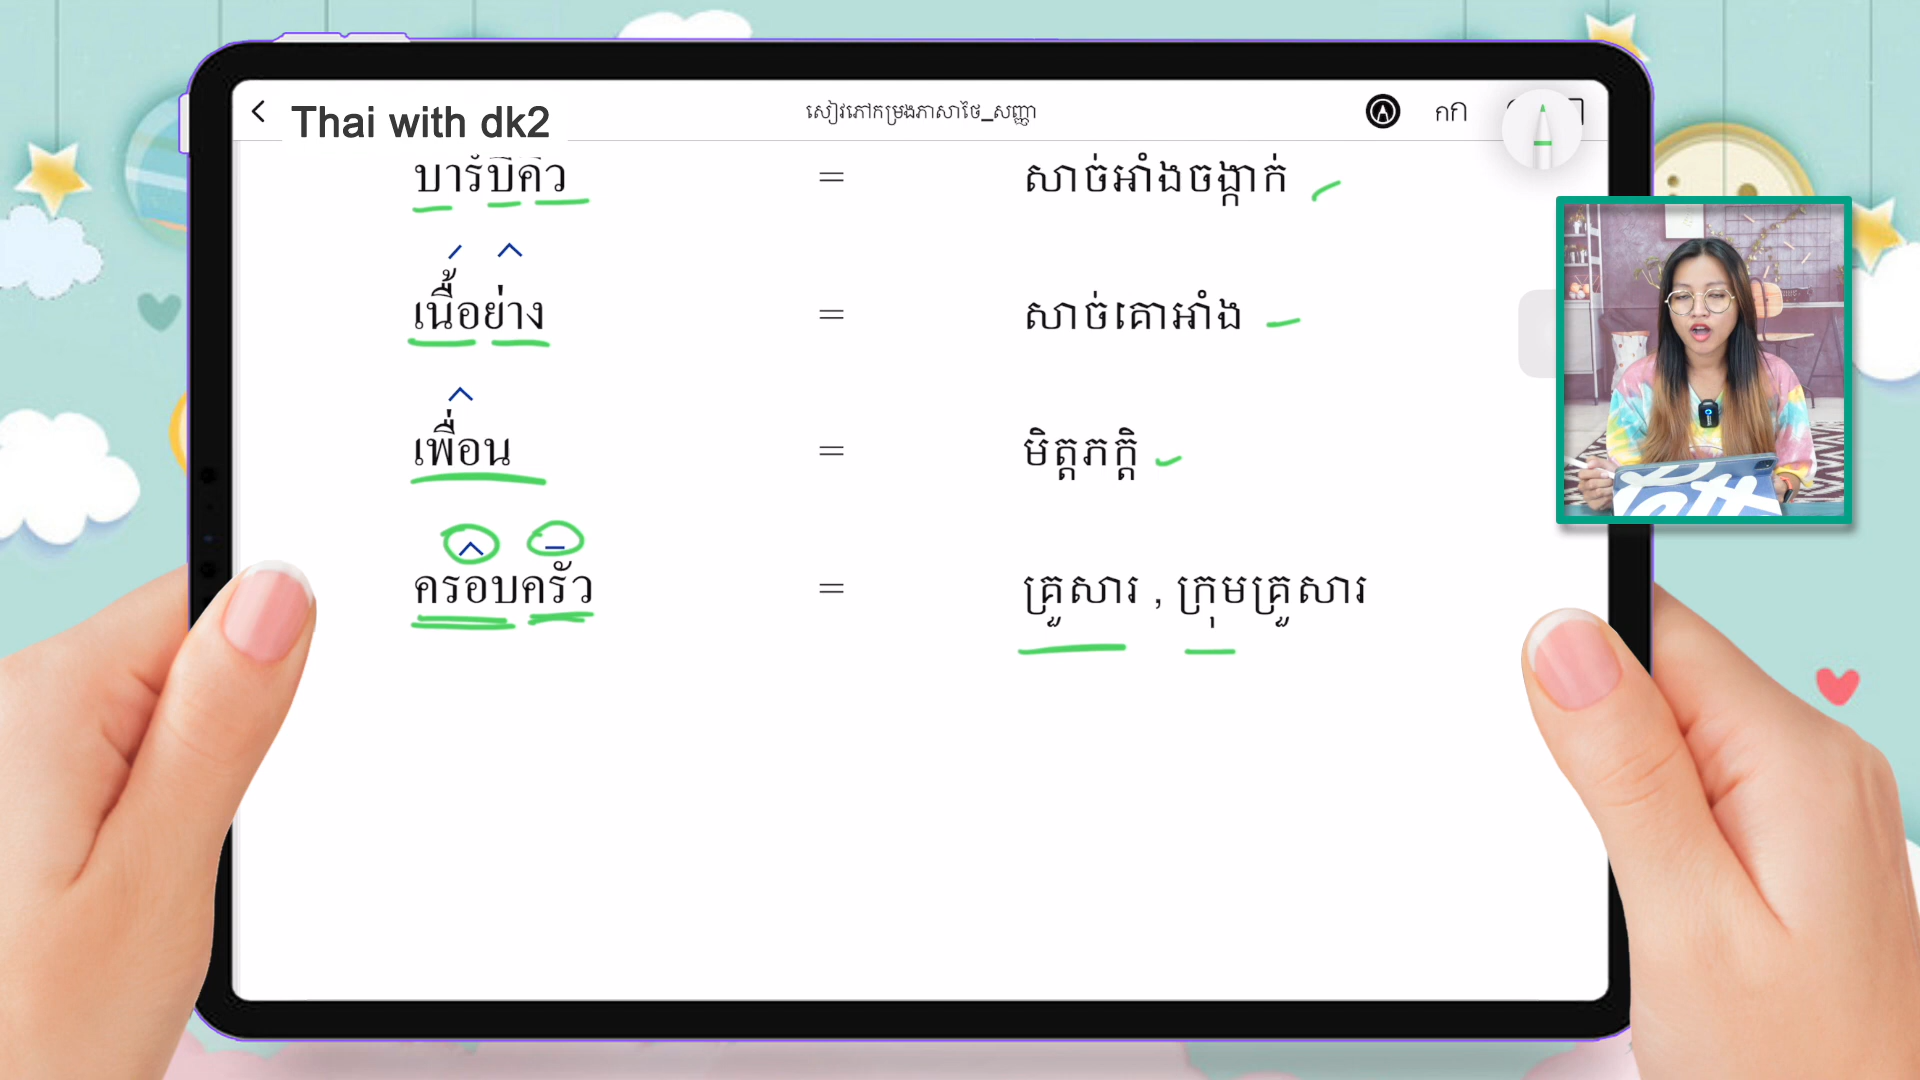 Thai with dk2
សៀវភៅកម្រងភាសាថៃ_សញ្ញា
บาร์บีคิว = សាច់អាំងចង្កាក់
เนื้อย่าง = សាច់គោអាំង
เพื่อน = មិត្តភក្តិ
ครอบครัว = គ្រួសារ , ក្រុមគ្រួសារ